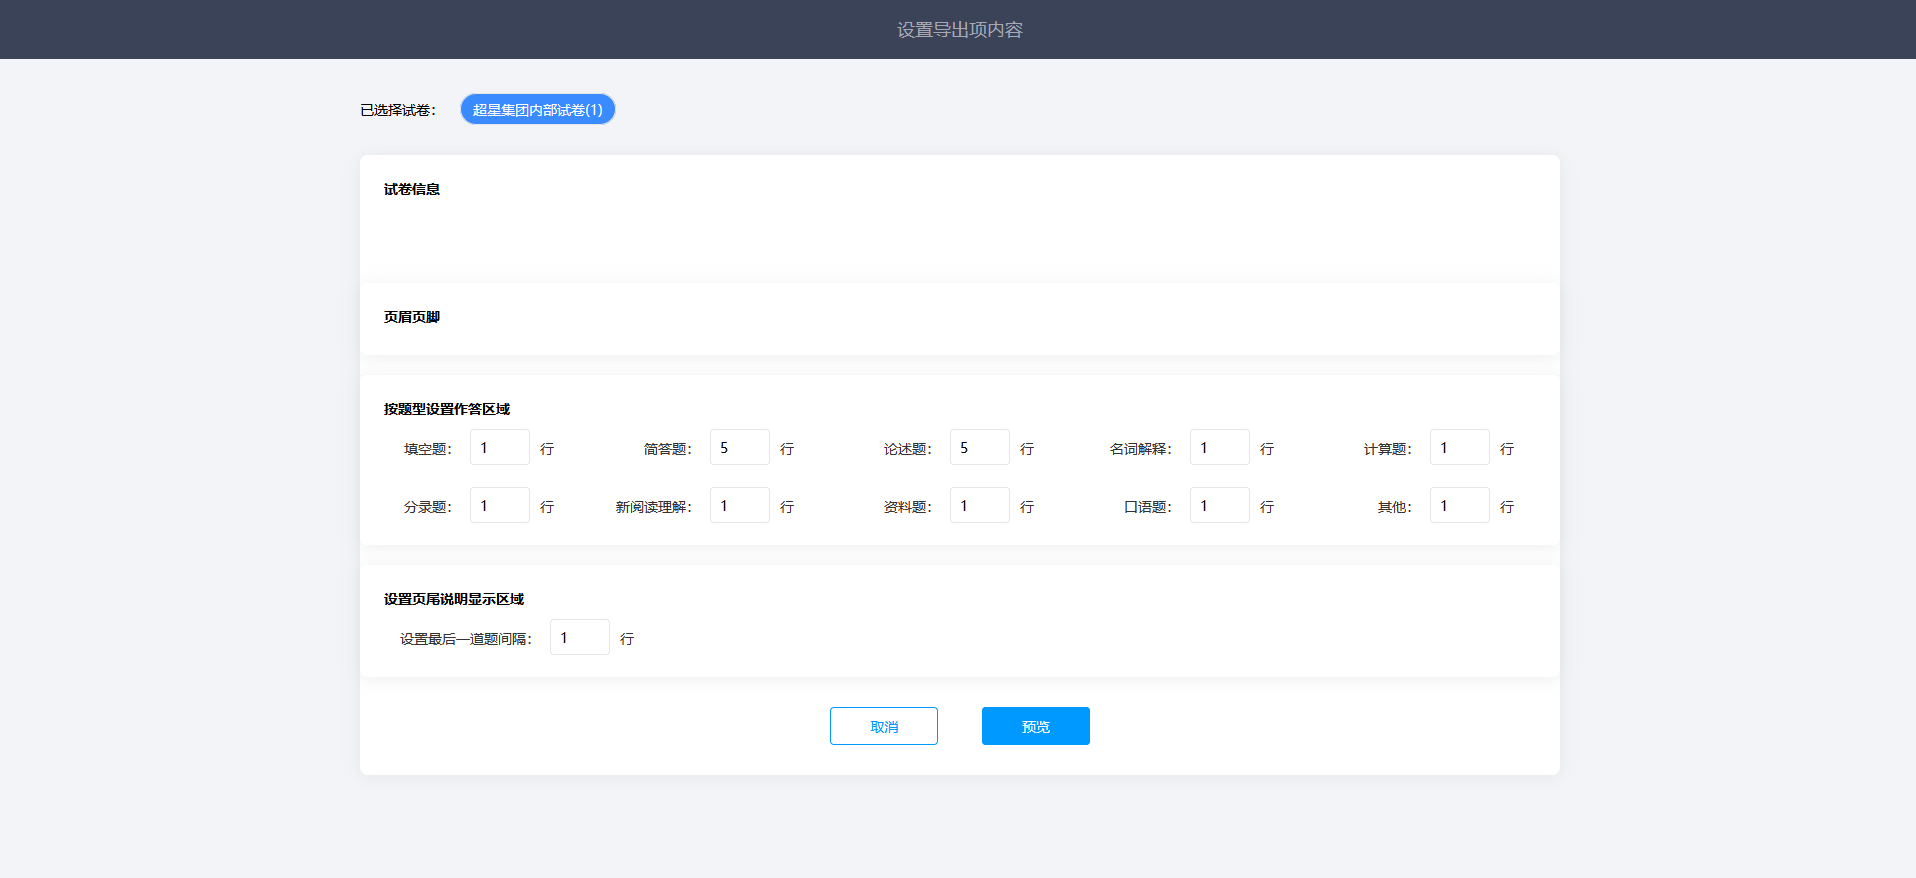 设置导出项内容
已选择试卷： 超星集团内部试卷(1)
试卷信息
页眉页脚
按题型设置作答区域
填空题： 1 行 简答题： 5 行 论述题： 5 行 名词解释： 1 行 计算题： 1 行
分录题： 1 行 新阅读理解： 1 行 资料题： 1 行 口语题： 1 行 其他： 1 行
设置页尾说明显示区域
设置最后一道题间隔： 1 行
取消 预览